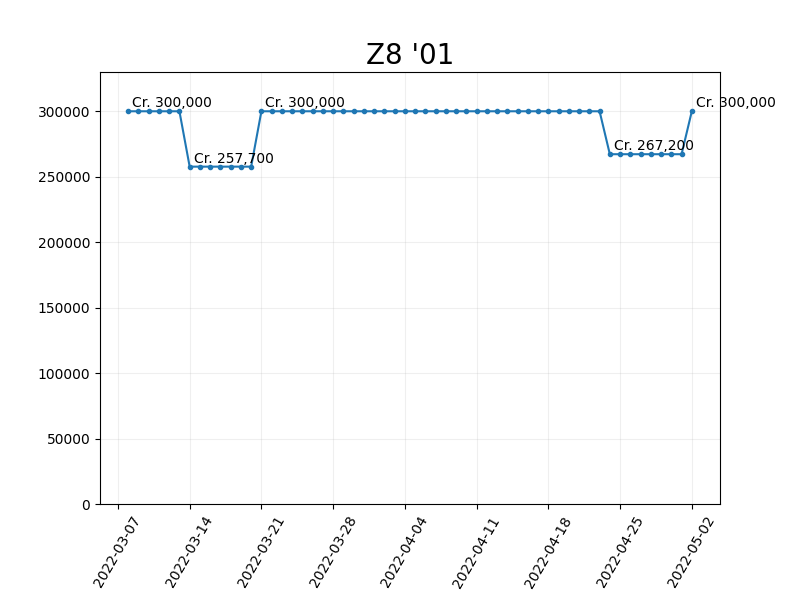 Z8 '01
Cr. 300,000
Cr. 257,700
Cr. 300,000
Cr. 267,200
Cr. 300,000
300000
250000
200000
150000
100000
50000
0
2022-03-07
2022-03-14
2022-03-21
2022-03-28
2022-04-04
2022-04-11
2022-04-18
2022-04-25
2022-05-02